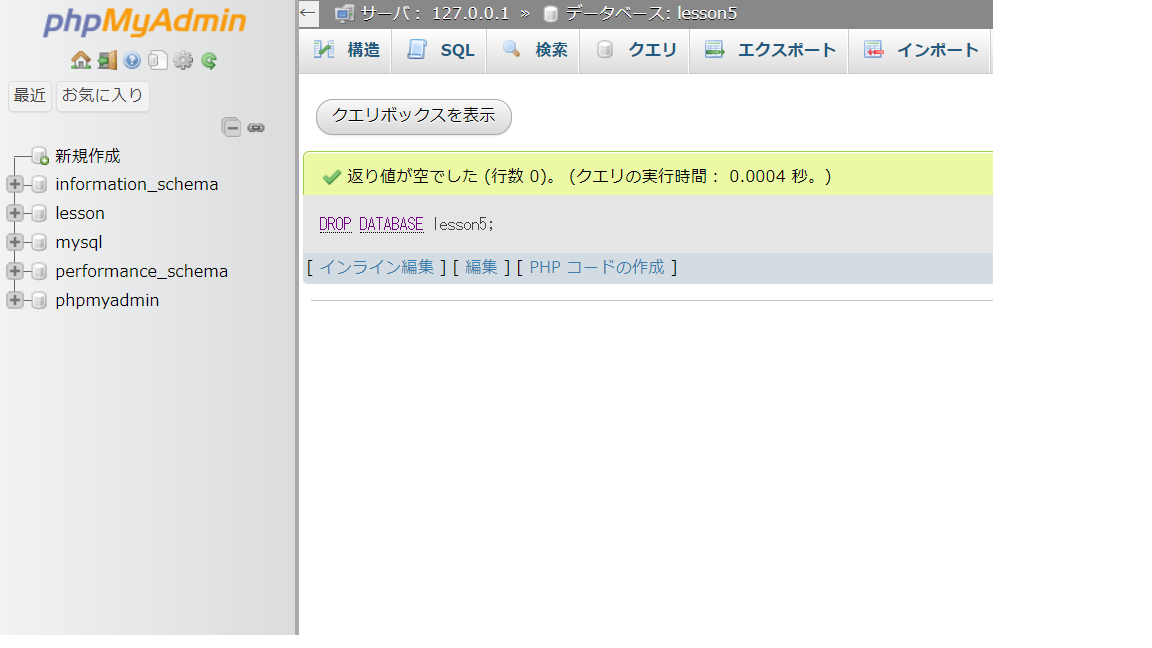 phpMyAdmin
最近 お気に入り
新規作成
information_schema
lesson
mysql
performance_schema
phpmyadmin
← サーバ: 127.0.0.1 » データベース: lesson5
構造 SQL 検索 クエリ エクスポート インポート
クエリボックスを表示
返り値が空でした (行数 0)。 (クエリの実行時間: 0.0004 秒。)
DROP DATABASE lesson5;
[ インライン編集 ] [ 編集 ] [ PHP コードの作成 ]